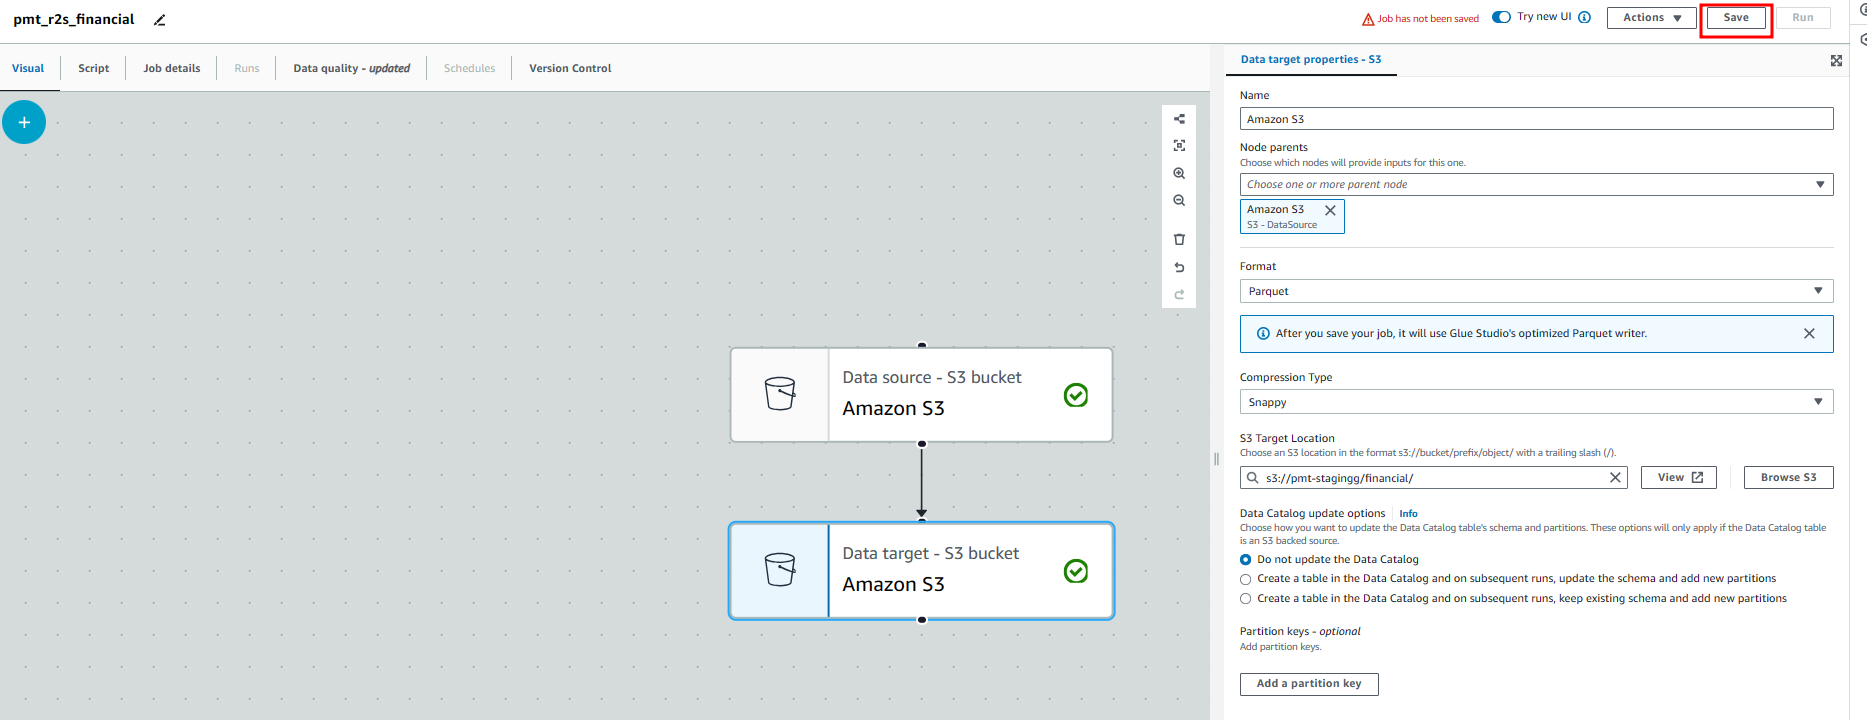 pmt_r2s_financial
Job has not been saved
Try new UI
Actions
Save
Run
Visual
Script
Job details
Runs
Data quality - updated
Schedules
Version Control
Data source - S3 bucket
Amazon S3
Data target - S3 bucket
Amazon S3
Data target properties - S3
Name
Amazon S3
Node parents
Choose which nodes will provide inputs for this one.
Choose one or more parent node
Amazon S3
S3 - DataSource
Format
Parquet
After you save your job, it will use Glue Studio's optimized Parquet writer.
Compression Type
Snappy
S3 Target Location
Choose an S3 location in the format s3://bucket/prefix/object/ with a trailing slash (/).
s3://pmt-stagingg/financial/
View
Browse S3
Data Catalog update options
Info
Choose how you want to update the Data Catalog table's schema and partitions. These options will only apply if the Data Catalog table
is an S3 backed source.
Do not update the Data Catalog
Create a table in the Data Catalog and on subsequent runs, update the schema and add new partitions
Create a table in the Data Catalog and on subsequent runs, keep existing schema and add new partitions
Partition keys - optional
Add partition keys.
Add a partition key